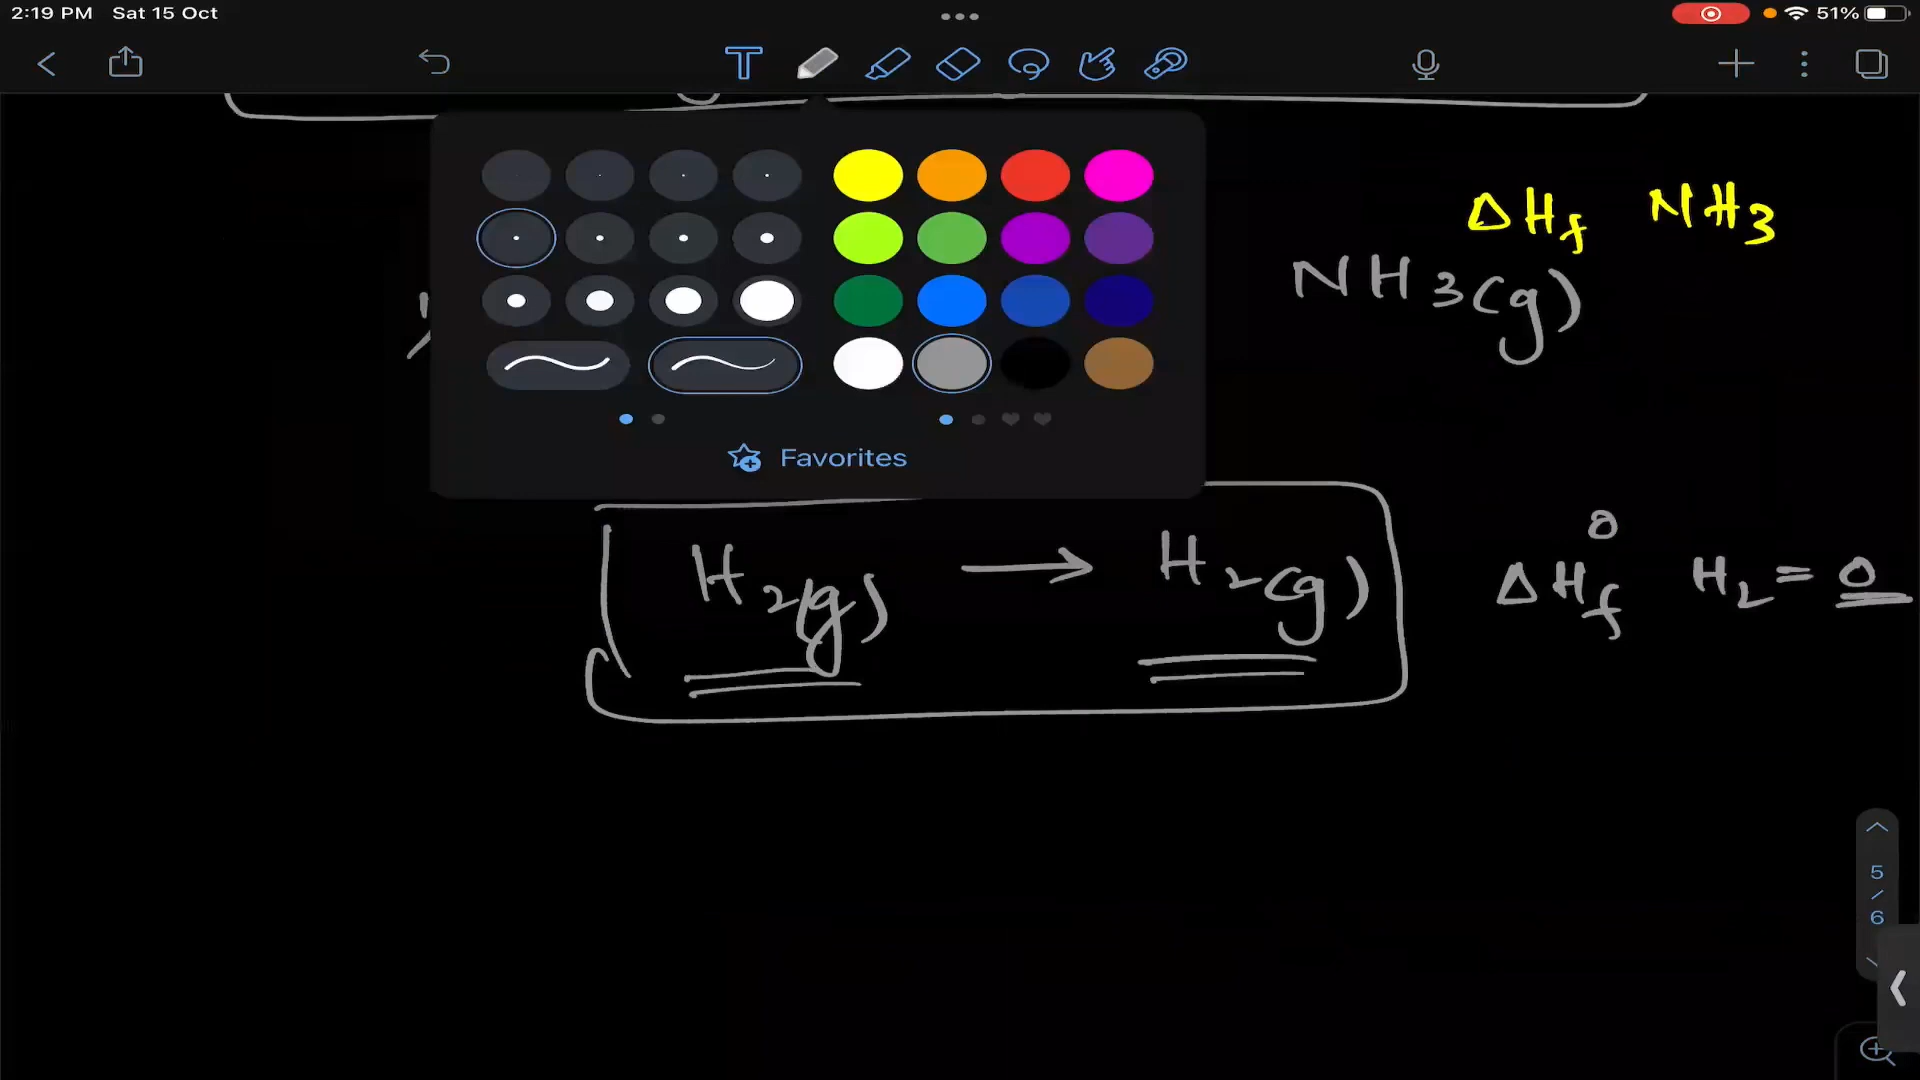 2:19 PM Sat 15 Oct
51%
T
ΔHf NH3
NH3(g)
Favorites
H2(g) → H2(g)
ΔH°f H2 = 0
5
/
6